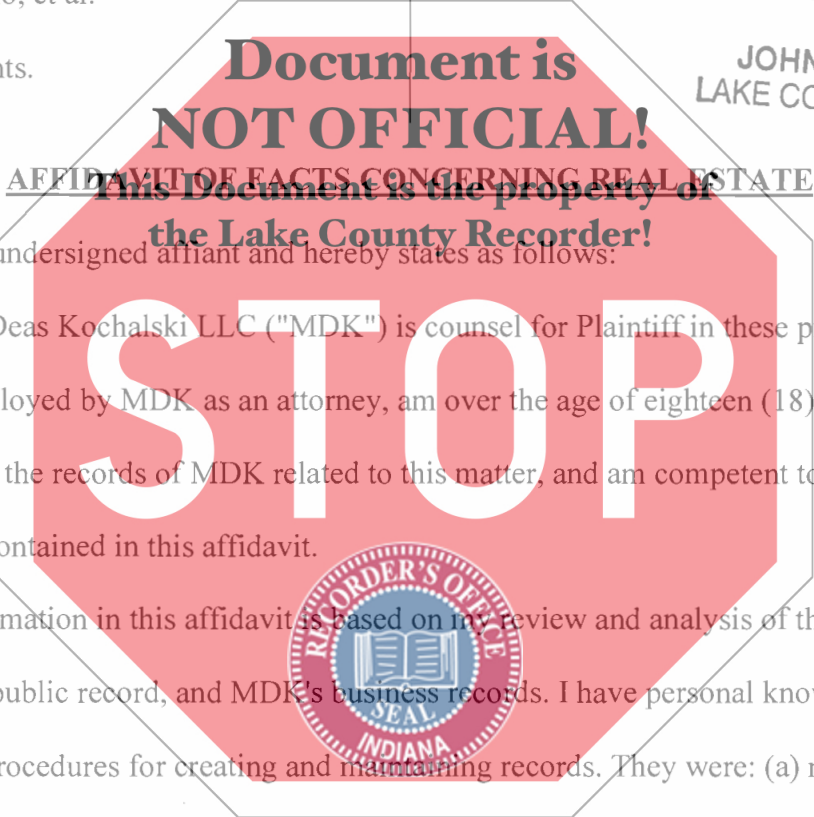 o, et al.
nts.
Document is
NOT OFFICIAL!
JOHN
LAKE CO
AFFIDAVIT OF FACTS CONCERNING REAL ESTATE
This Document is the property of
the Lake County Recorder!
undersigned affiant and hereby states as follows:
Deas Kochalski LLC ("MDK") is counsel for Plaintiff in these p
loyed by MDK as an attorney, am over the age of eighteen (18)
STOP
the records of MDK related to this matter, and am competent to
ontained in this affidavit.
RECORDER'S OFFICE
mation in this affidavit is based on my review and analysis of th
public record, and MDK's business records. I have personal know
SEAL
INDIANA
rocedures for creating and maintaining records. They were: (a) m